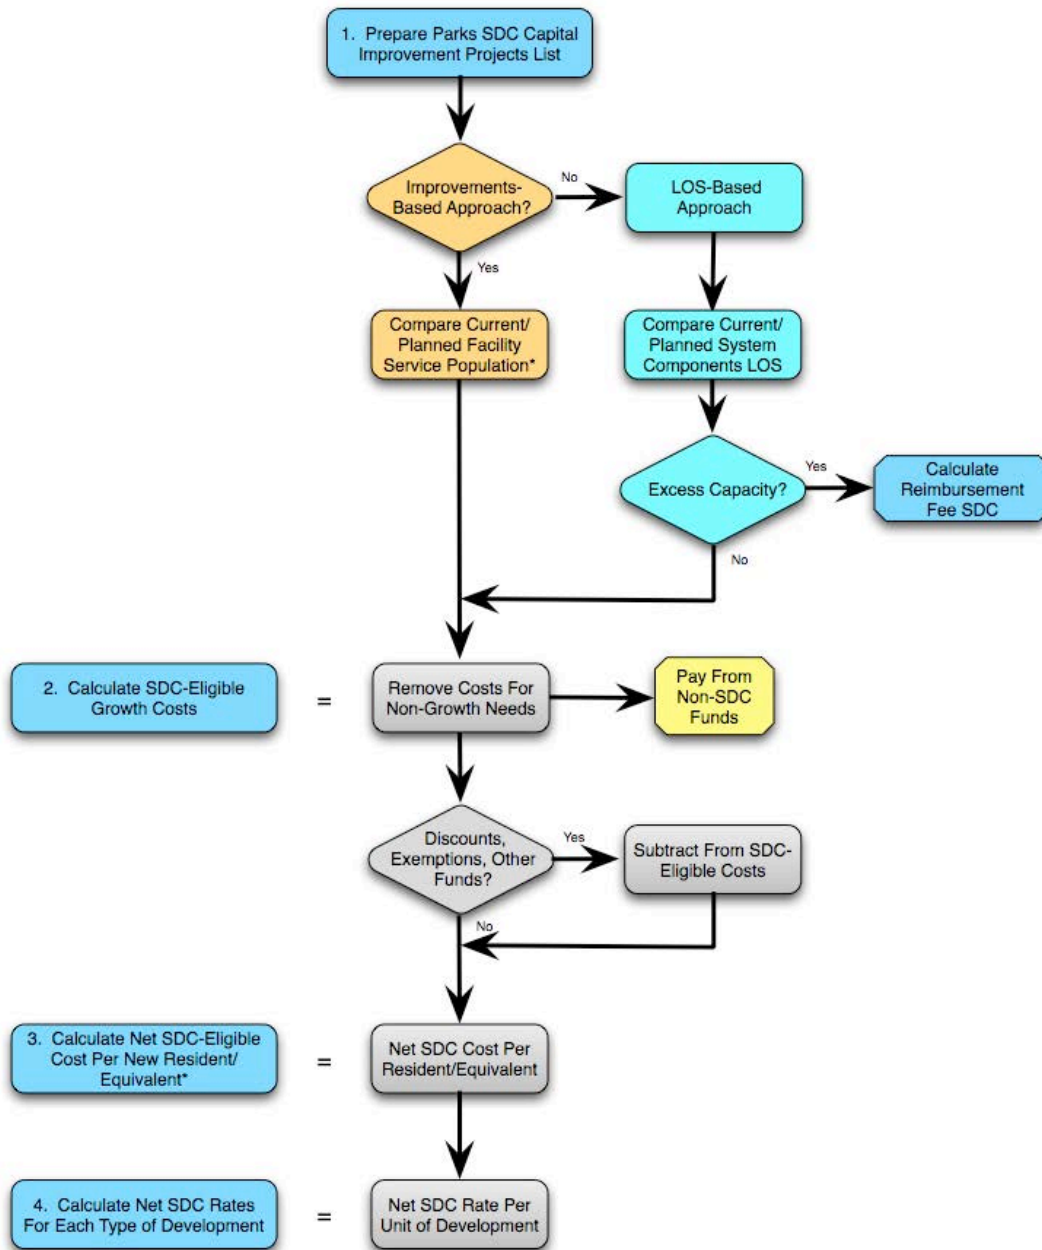 1. Prepare Parks SDC Capital
Improvement Projects List
Improvements-
Based Approach?
No
LOS-Based
Approach
Yes
Compare Current/
Planned Facility
Service Population*
Compare Current/
Planned System
Components LOS
Excess Capacity?
Yes
Calculate
Reimbursement
Fee SDC
No
2. Calculate SDC-Eligible
Growth Costs
=
Remove Costs For
Non-Growth Needs
Pay From
Non-SDC
Funds
Discounts,
Exemptions, Other
Funds?
Yes
Subtract From SDC-
Eligible Costs
No
3. Calculate Net SDC-Eligible
Cost Per New Resident/
Equivalent*
=
Net SDC Cost Per
Resident/Equivalent
4. Calculate Net SDC Rates
For Each Type of Development
=
Net SDC Rate Per
Unit of Development